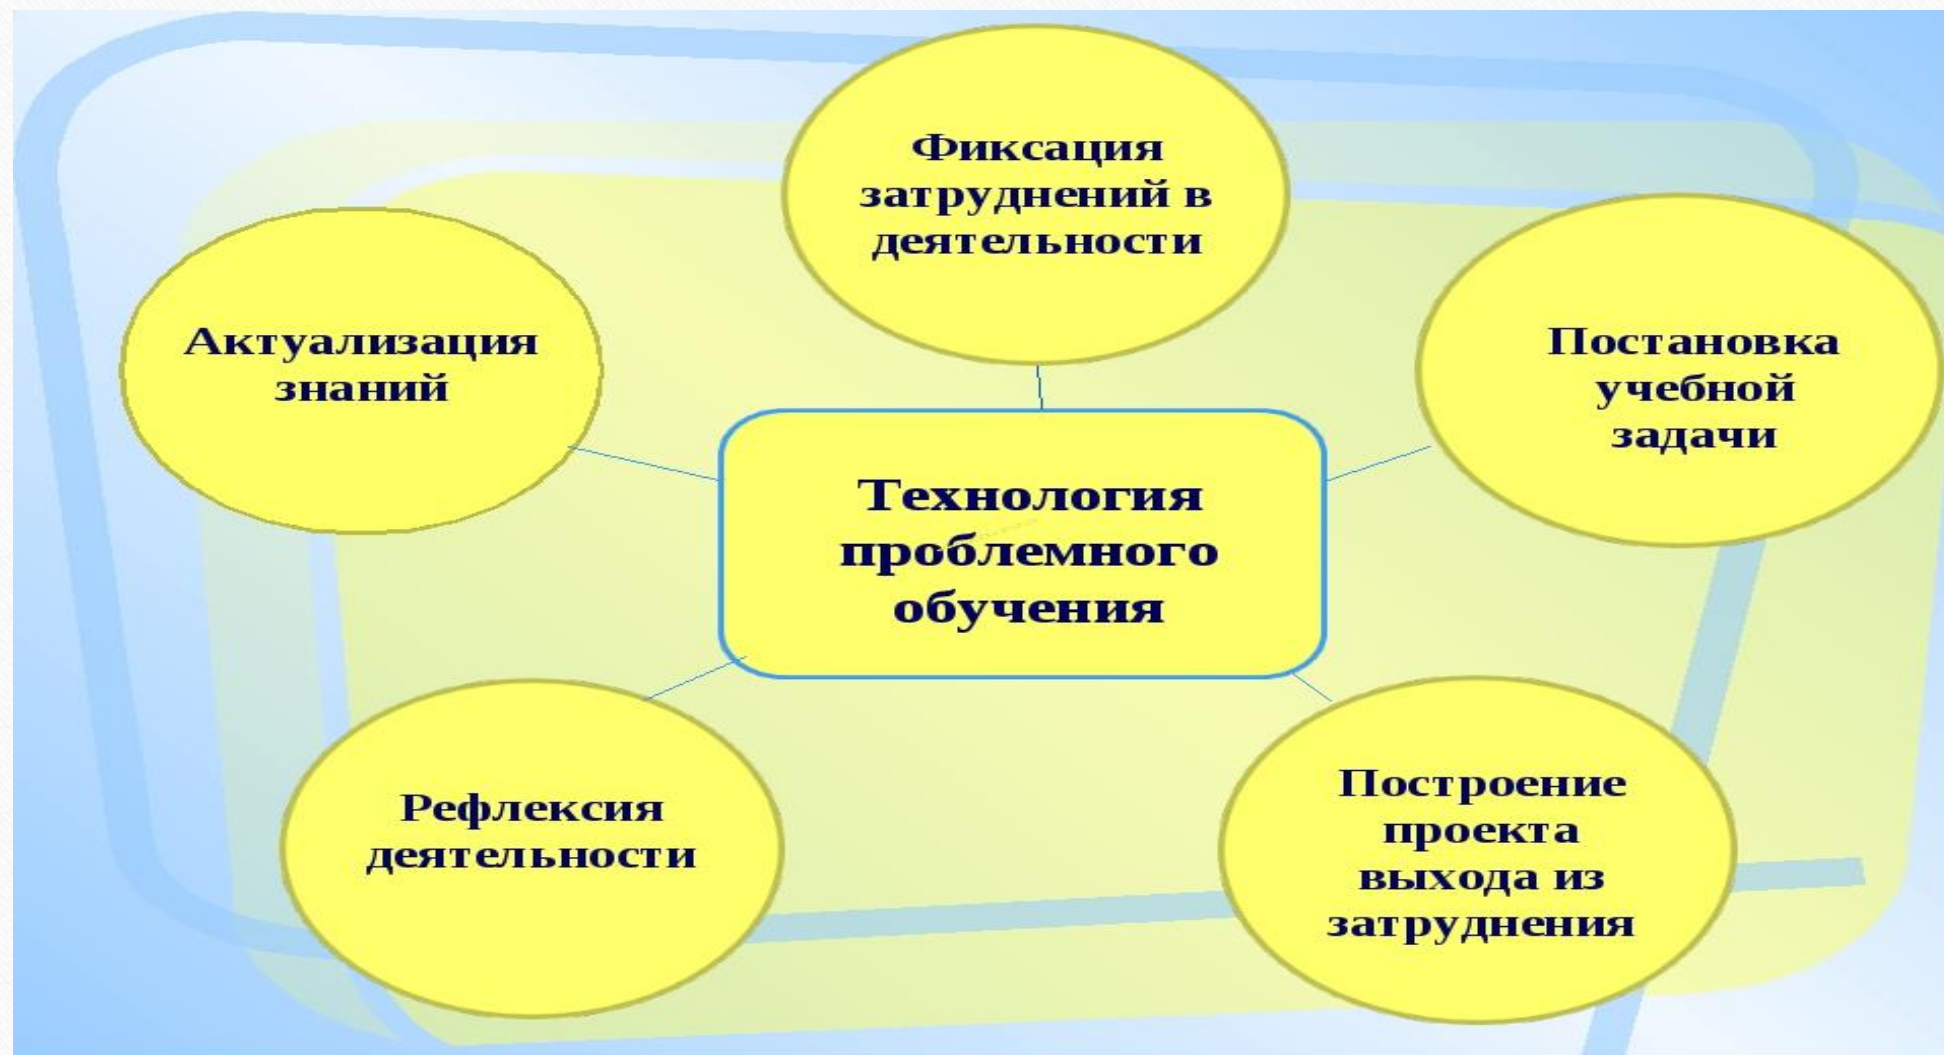 Фиксация
затруднений в
деятельности
Актуализация
знаний
Постановка
учебной
задачи
Технология
проблемного
обучения
Рефлексия
деятельности
Построение
проекта
выхода из
затруднения